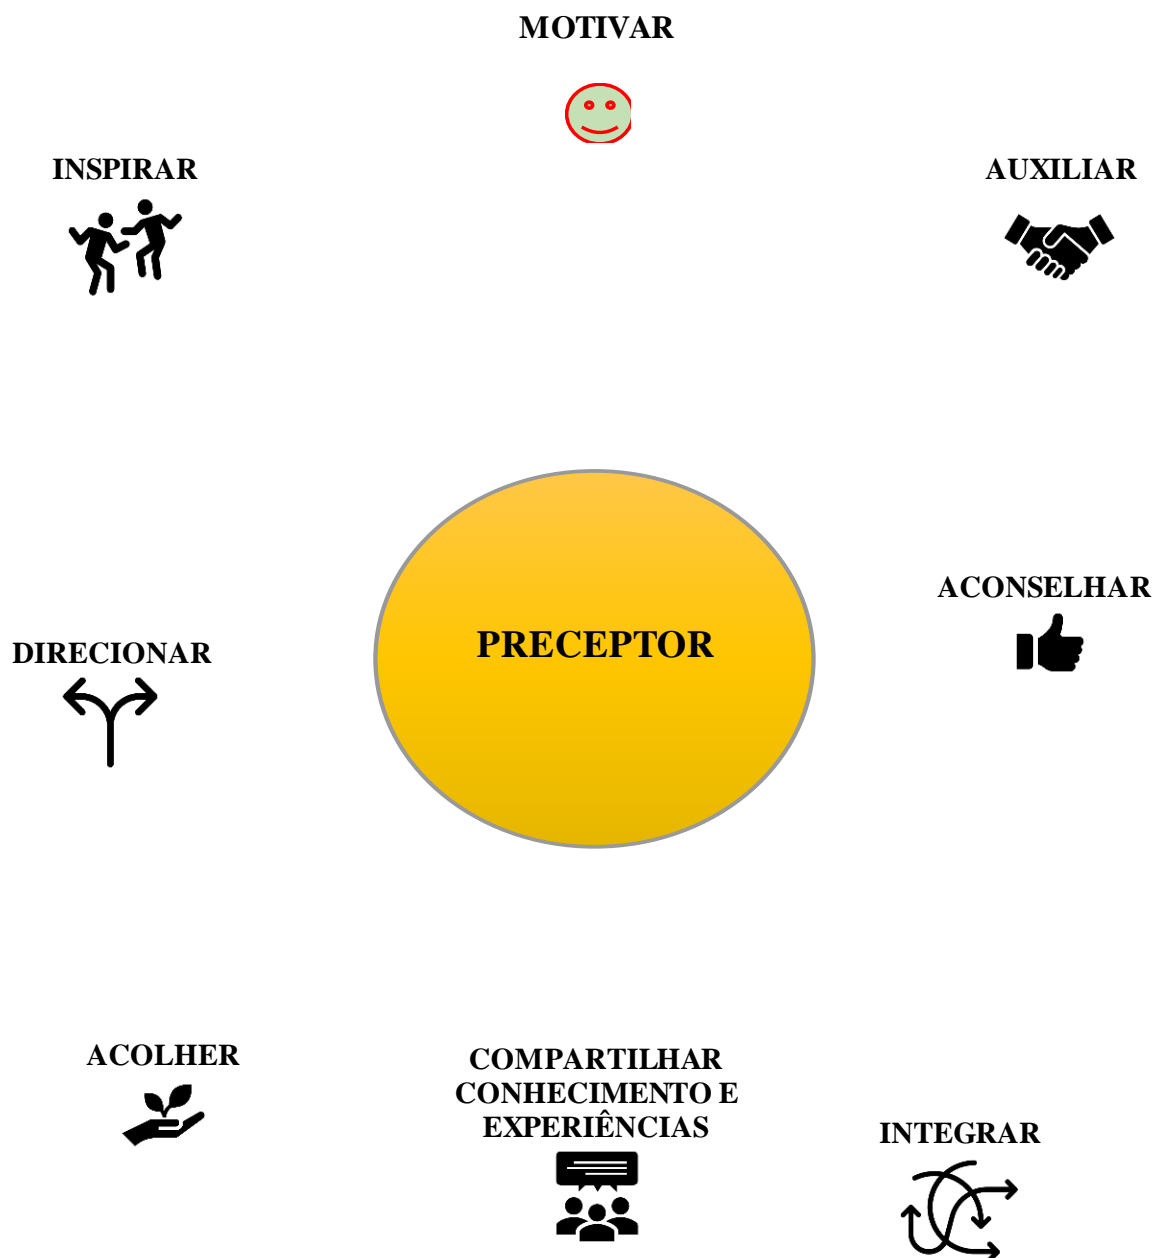 MOTIVAR
INSPIRAR
AUXILIAR
ACONSELHAR
PRECEPTOR
DIRECIONAR
ACOLHER
COMPARTILHAR
CONHECIMENTO E
EXPERIÊNCIAS
INTEGRAR